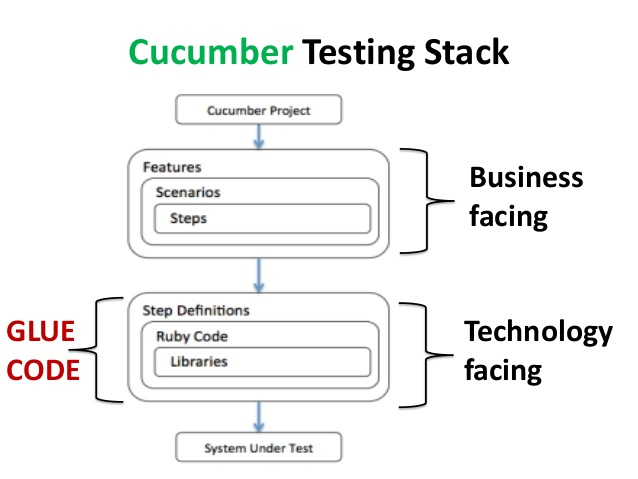 Cucumber Testing Stack
Cucumber Project
Features
Scenarios
Steps
Business
facing
Step Definitions
Ruby Code
Libraries
GLUE
CODE
Technology
facing
System Under Test